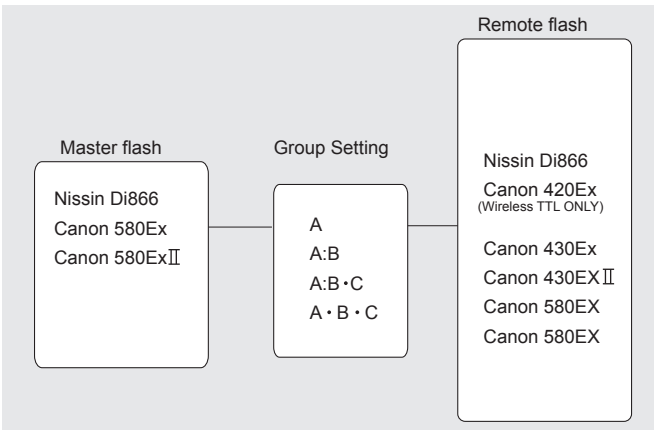 Master flash
Nissin Di866
Canon 580Ex
Canon 580ExⅡ
Group Setting
A
A:B
A:B・C
A・B・C
Remote flash
Nissin Di866
Canon 420Ex
(Wireless TTL ONLY)
Canon 430Ex
Canon 430EXⅡ
Canon 580EX
Canon 580EX